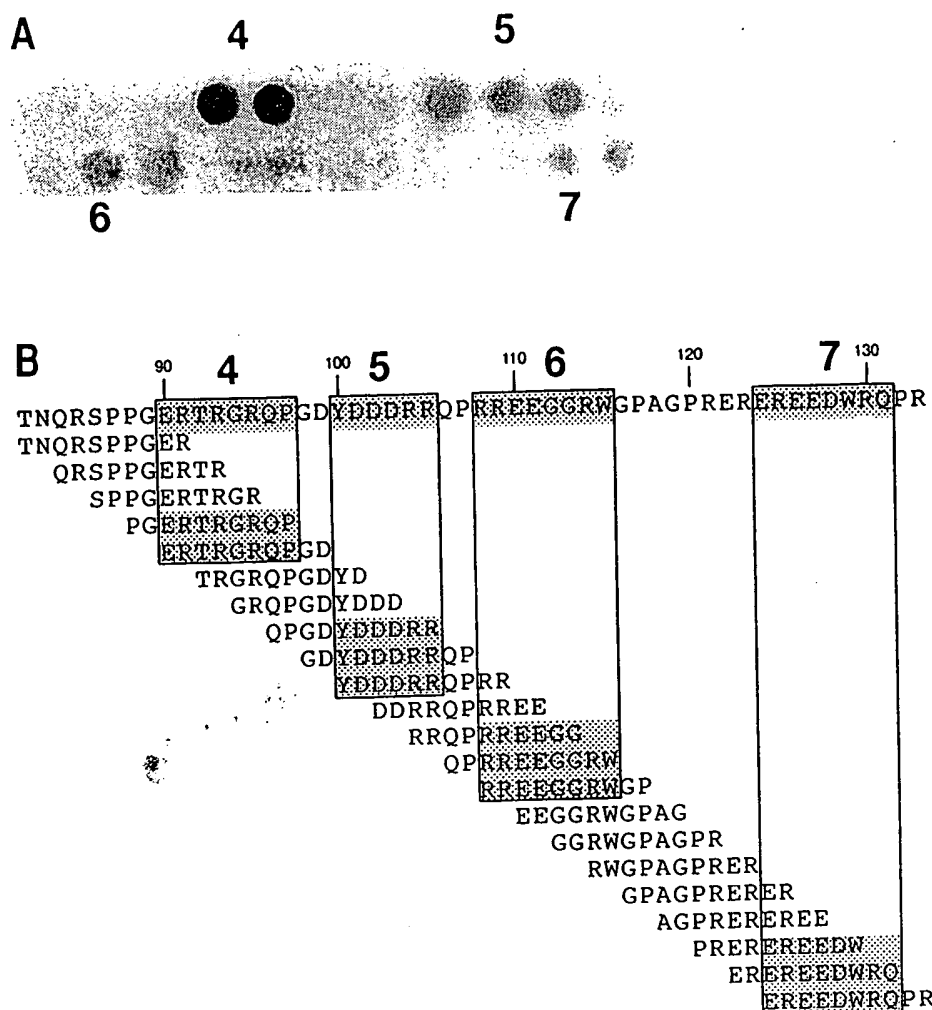 A 4 5
6 7
B 90 4 100 5 110 6 120 7 130
TNQRSPPGERTRGRQPGDYDDDRRQPRREEGGRWGPAGPREREREEDWRQPR
TNQRSPPGER
QRSPPGERTR
SPPGERTRGR
PGERTRGRQP
ERTRGRQPGD
TRGRQPGDYD
GRQPGDYDDD
QPGDYDDDRR
GDYDDDRRQP
YDDDRRQPRR
DDRRQPRREE
RRQPRREEGG
QPRREEGGRW
RREEGGRWGP
EEGGRWGPAG
GGRWGPAGPR
RWGPAGPRER
GPAGPRERER
AGPREREREE
PREREREEDW
EREREEDWRQ
EREEDWRQPR